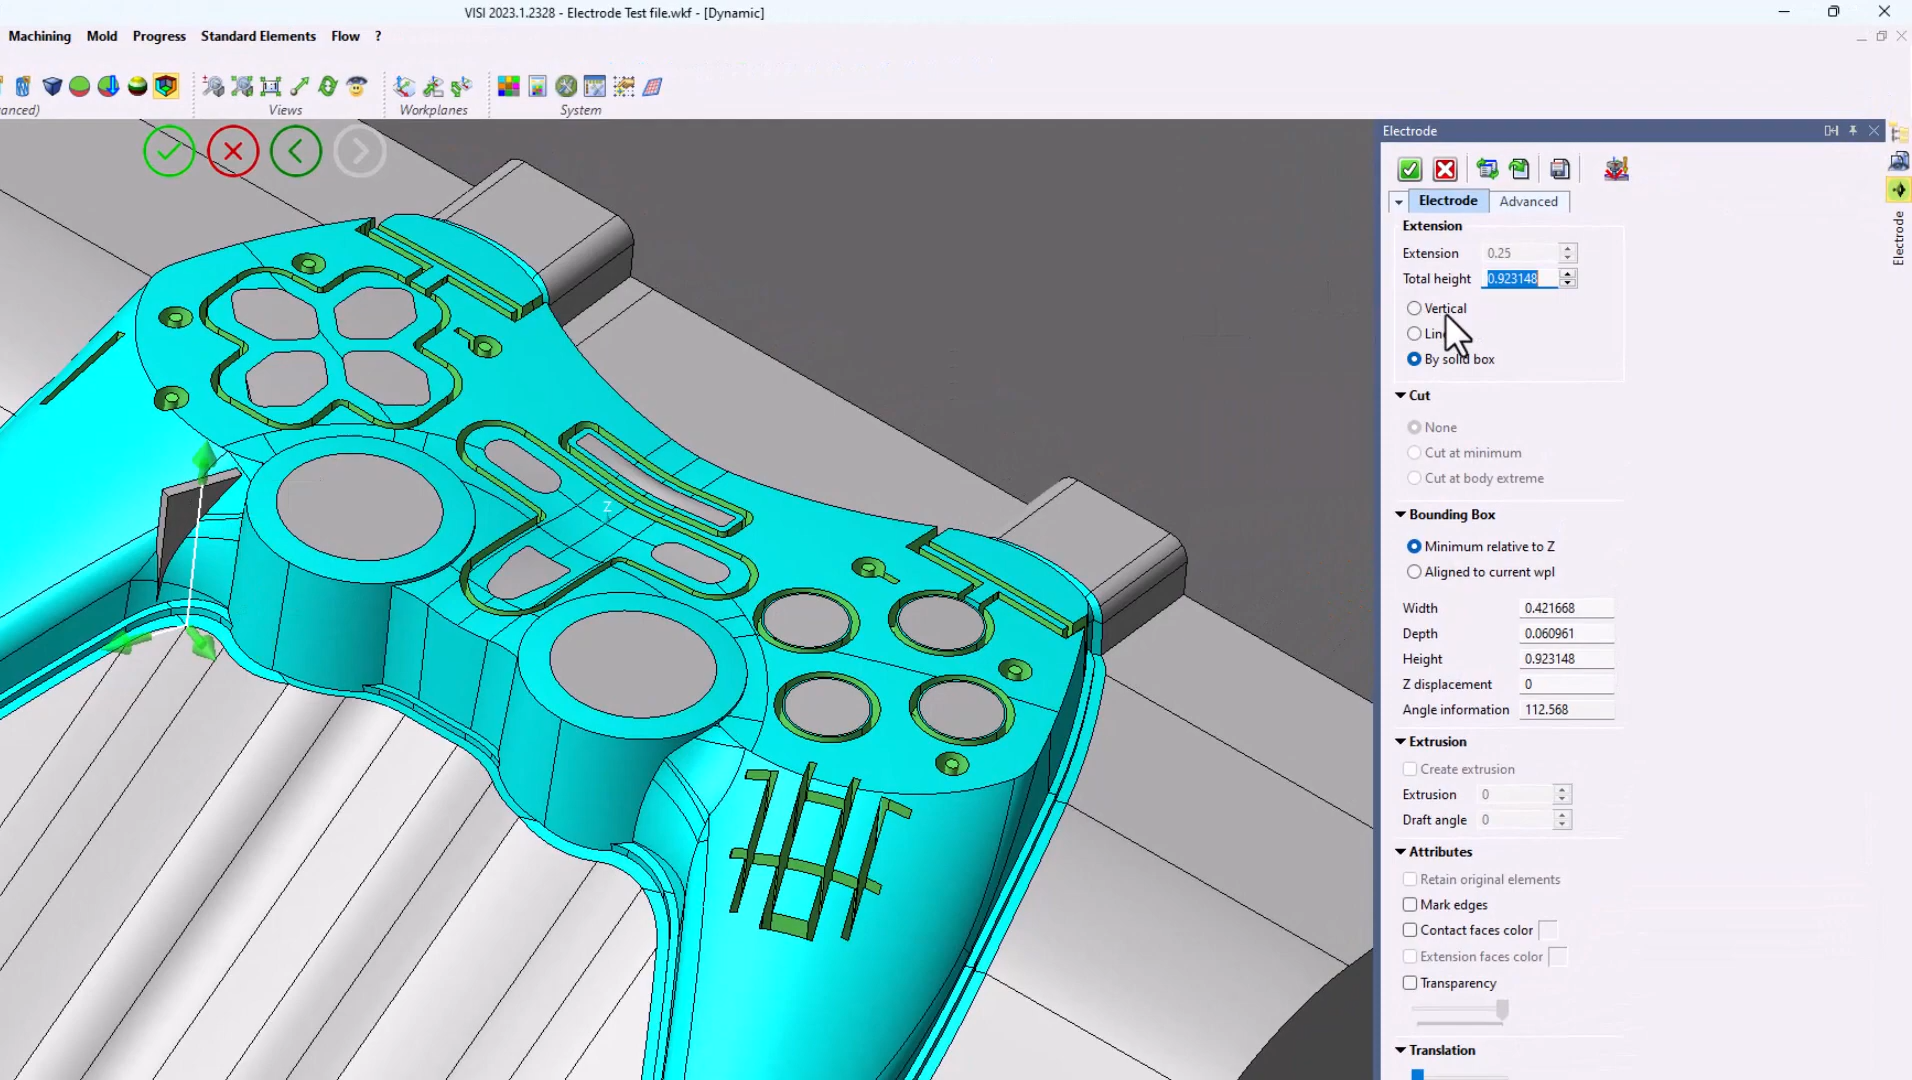 VISI 2023.1.2328 - Electrode Test file.wkf - [Dynamic]
Machining Mold Progress Standard Elements Flow ?
Views Workplanes System
Electrode
Electrode Advanced
Extension
Extension 0.25
Total height 0.923148
Vertical
By solid box
Cut
None
Cut at minimum
Cut at body extreme
Bounding Box
Minimum relative to Z
Aligned to current wpl
Width 0.421668
Depth 0.060961
Height 0.923148
Z displacement 0
Angle information 112.568
Extrusion
Create extrusion
Extrusion 0
Draft angle 0
Attributes
Retain original elements
Mark edges
Contact faces color
Extension faces color
Transparency
Translation
Electrode
Z